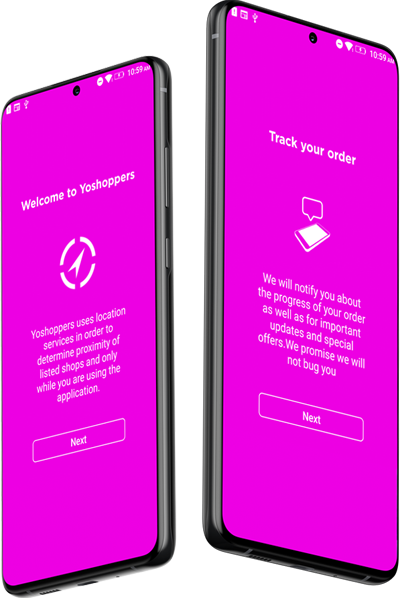 10:59 AM
Welcome to Yoshoppers
Yoshoppers uses location
services in order to
determine proximity of
listed shops and only
while you are using the
application.
Next
10:59 AM
Track your order
We will notify you about
the progress of your order
as well as for important
updates and special
offers.We promise we will
not bug you
Next